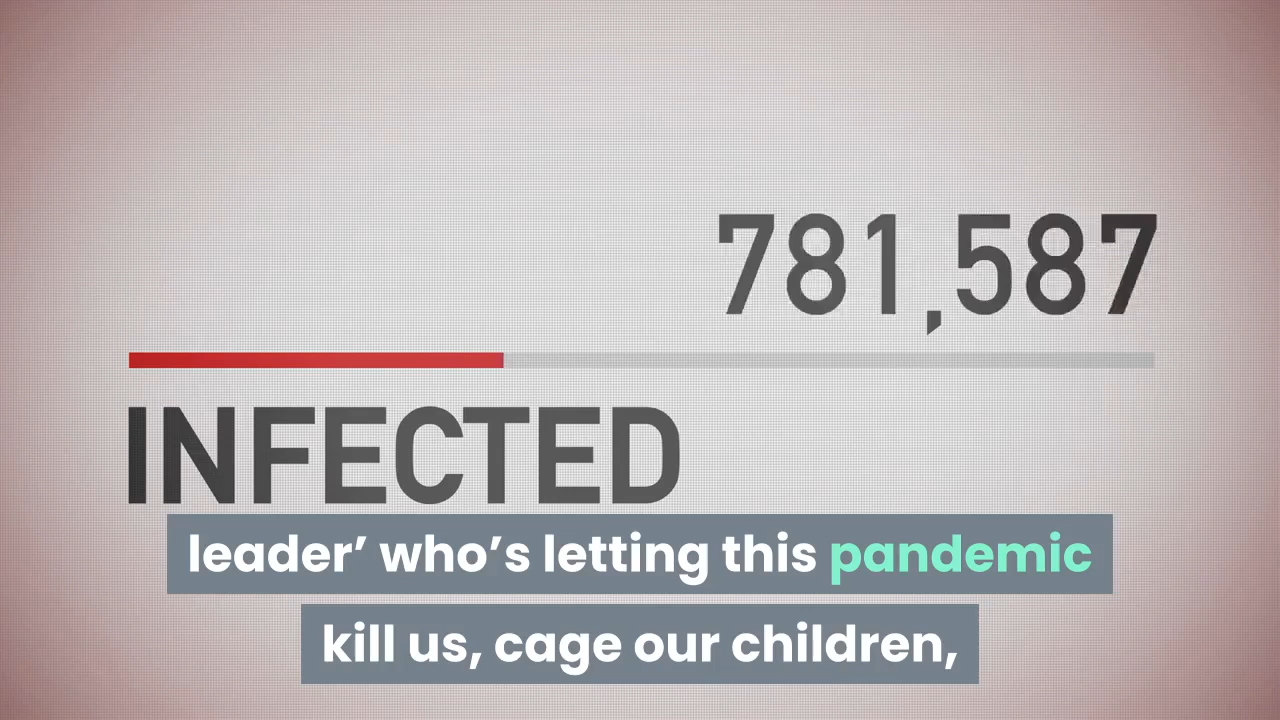 781,587
INFECTED
leader’ who’s letting this pandemic
kill us, cage our children,